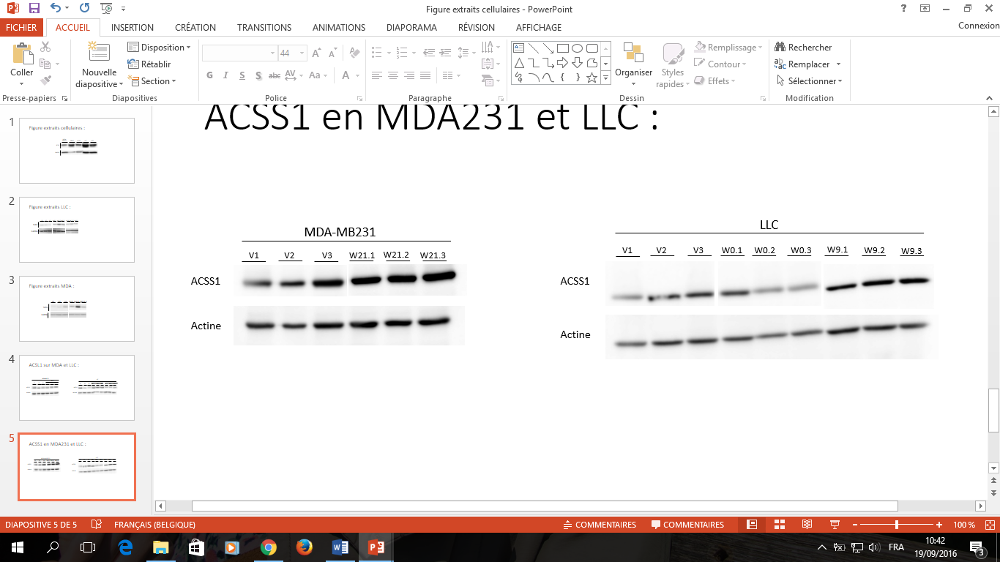 Figure extraits cellulaires - PowerPoint
FICHIER ACCUEIL INSERTION CRÉATION TRANSITIONS ANIMATIONS DIAPORAMA RÉVISION AFFICHAGE Connexion
Coller
Nouvelle diapositive
Disposition
Rétablir
Section
44
G I S S abc AV Aa A
Organiser
Styles rapides
Remplissage
Contour
Effets
Rechercher
Remplacer
Sélectionner
Presse-papiers Diapositives Police Paragraphe Dessin Modification
1
Figure extraits cellulaires :
2
Figure extraits LLC :
3
Figure extraits MDA :
4
ACSL1 sur MDA et LLC :
5
ACSS1 en MDA231 et LLC :
ACSS1 en MDA231 et LLC :
MDA-MB231
V1 V2 V3 W21.1 W21.2 W21.3
ACSS1
Actine
LLC
V1 V2 V3 W0.1 W0.2 W0.3 W9.1 W9.2 W9.3
ACSS1
Actine
DIAPOSITIVE 5 DE 5 FRANÇAIS (BELGIQUE) COMMENTAIRES COMMENTAIRES 100 %
FRA
10:42
19/09/2016
3